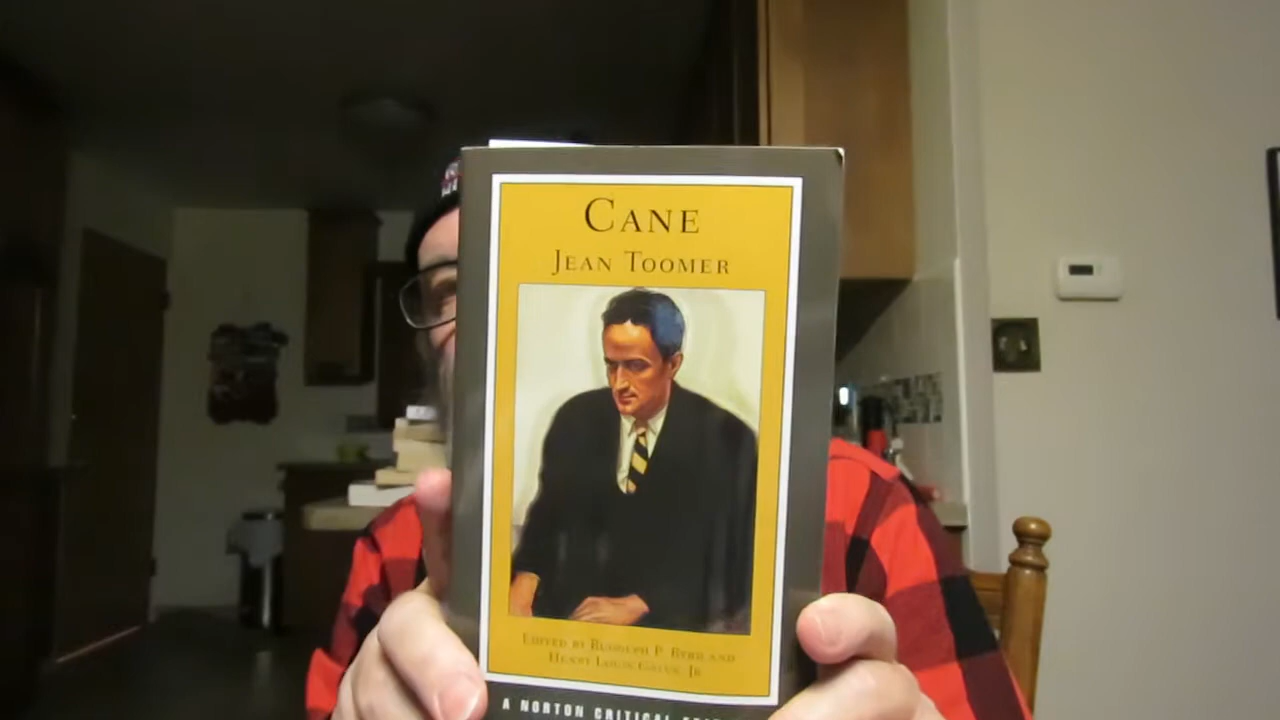 CANE
JEAN TOOMER
EDITED BY RUDOLPH P. BYRD AND
HENRY LOUIS GATES, JR.
A NORTON CRITICAL